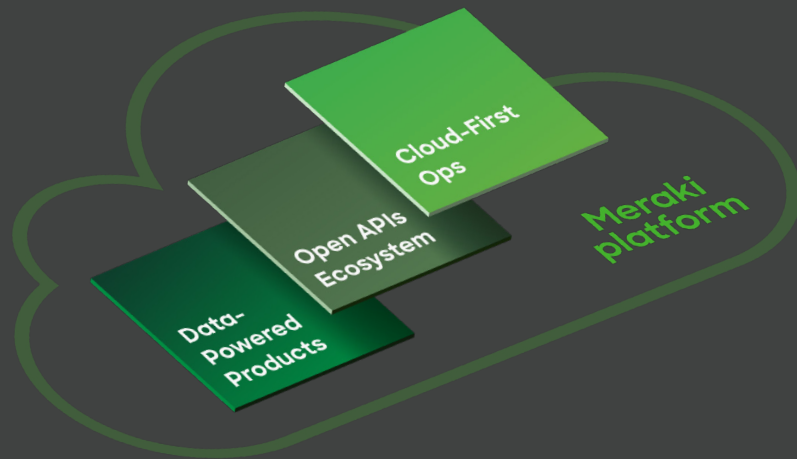 Cloud-First
Ops
Open APIs
Ecosystem
Data-
Powered
Products
Meraki
platform